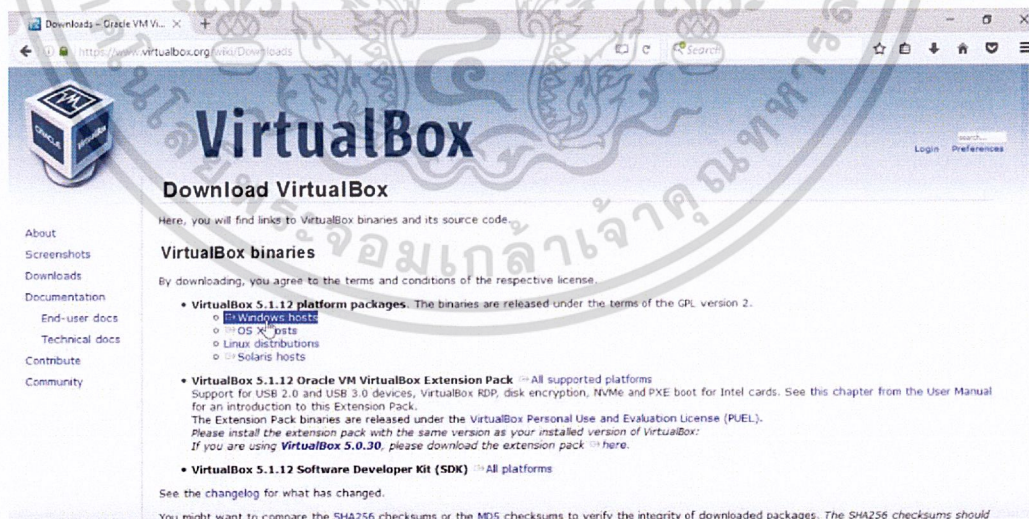 Downloads – Oracle VM Vi...
https://www.virtualbox.org/wiki/Downloads
Search
VirtualBox
search...
Login Preferences
Download VirtualBox
Here, you will find links to VirtualBox binaries and its source code.
About
Screenshots
Downloads
Documentation
End-user docs
Technical docs
Contribute
Community
VirtualBox binaries
By downloading, you agree to the terms and conditions of the respective license.
• VirtualBox 5.1.12 platform packages. The binaries are released under the terms of the GPL version 2.
Windows hosts
OS X hosts
Linux distributions
Solaris hosts
• VirtualBox 5.1.12 Oracle VM VirtualBox Extension Pack All supported platforms
Support for USB 2.0 and USB 3.0 devices, VirtualBox RDP, disk encryption, NVMe and PXE boot for Intel cards. See this chapter from the User Manual
for an introduction to this Extension Pack.
The Extension Pack binaries are released under the VirtualBox Personal Use and Evaluation License (PUEL).
Please install the extension pack with the same version as your installed version of VirtualBox:
If you are using VirtualBox 5.0.30, please download the extension pack here.
• VirtualBox 5.1.12 Software Developer Kit (SDK) All platforms
See the changelog for what has changed.
You might want to compare the SHA256 checksums or the MD5 checksums to verify the integrity of downloaded packages. The SHA256 checksums should